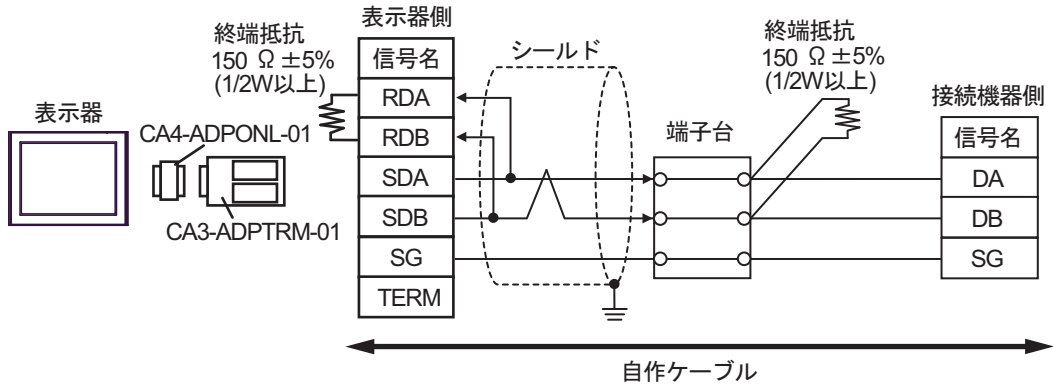 表示器
CA4-ADPONL-01
CA3-ADPTRM-01
終端抵抗
150 Ω ±5%
(1/2W以上)
表示器側
信号名
RDA
RDB
SDA
SDB
SG
TERM
シールド
端子台
終端抵抗
150 Ω ±5%
(1/2W以上)
接続機器側
信号名
DA
DB
SG
自作ケーブル